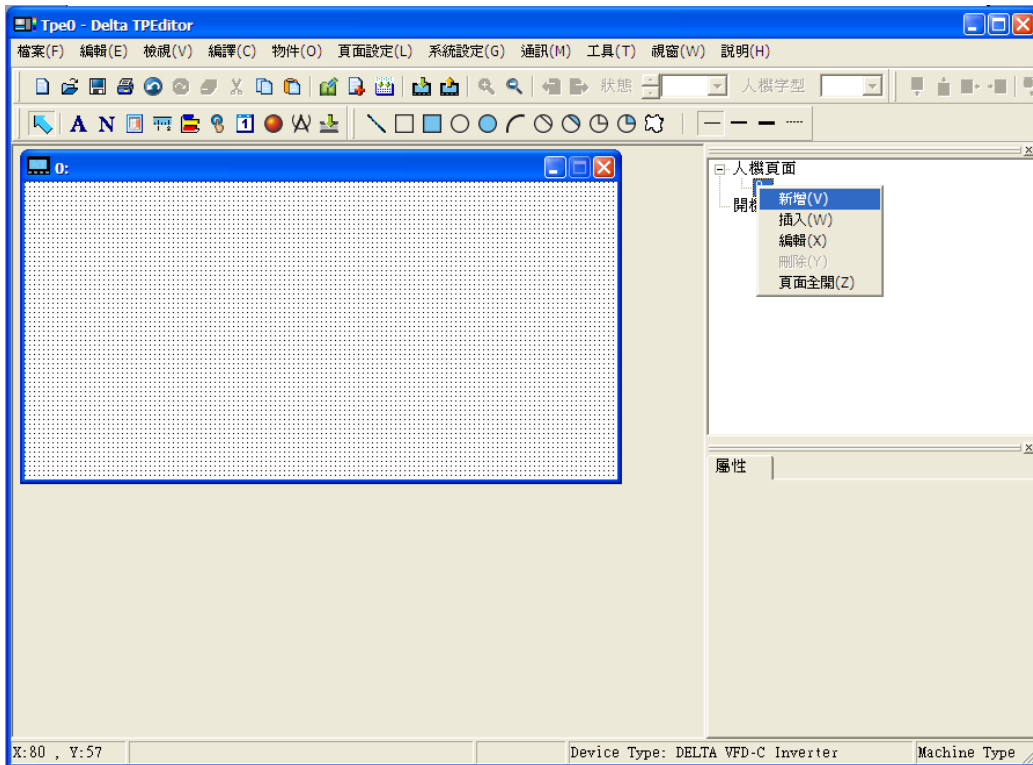 Tpe0 - Delta TPEditor
檔案(F) 編輯(E) 檢視(V) 編譯(C) 物件(O) 頁面設定(L) 系統設定(G) 通訊(M) 工具(T) 視窗(W) 說明(H)
狀態 人機字型
A N 1
0:
人機頁面
開機
新增(V)
插入(W)
編輯(X)
刪除(Y)
頁面全開(Z)
屬性
X:80 , Y:57 Device Type: DELTA VFD-C Inverter Machine Type